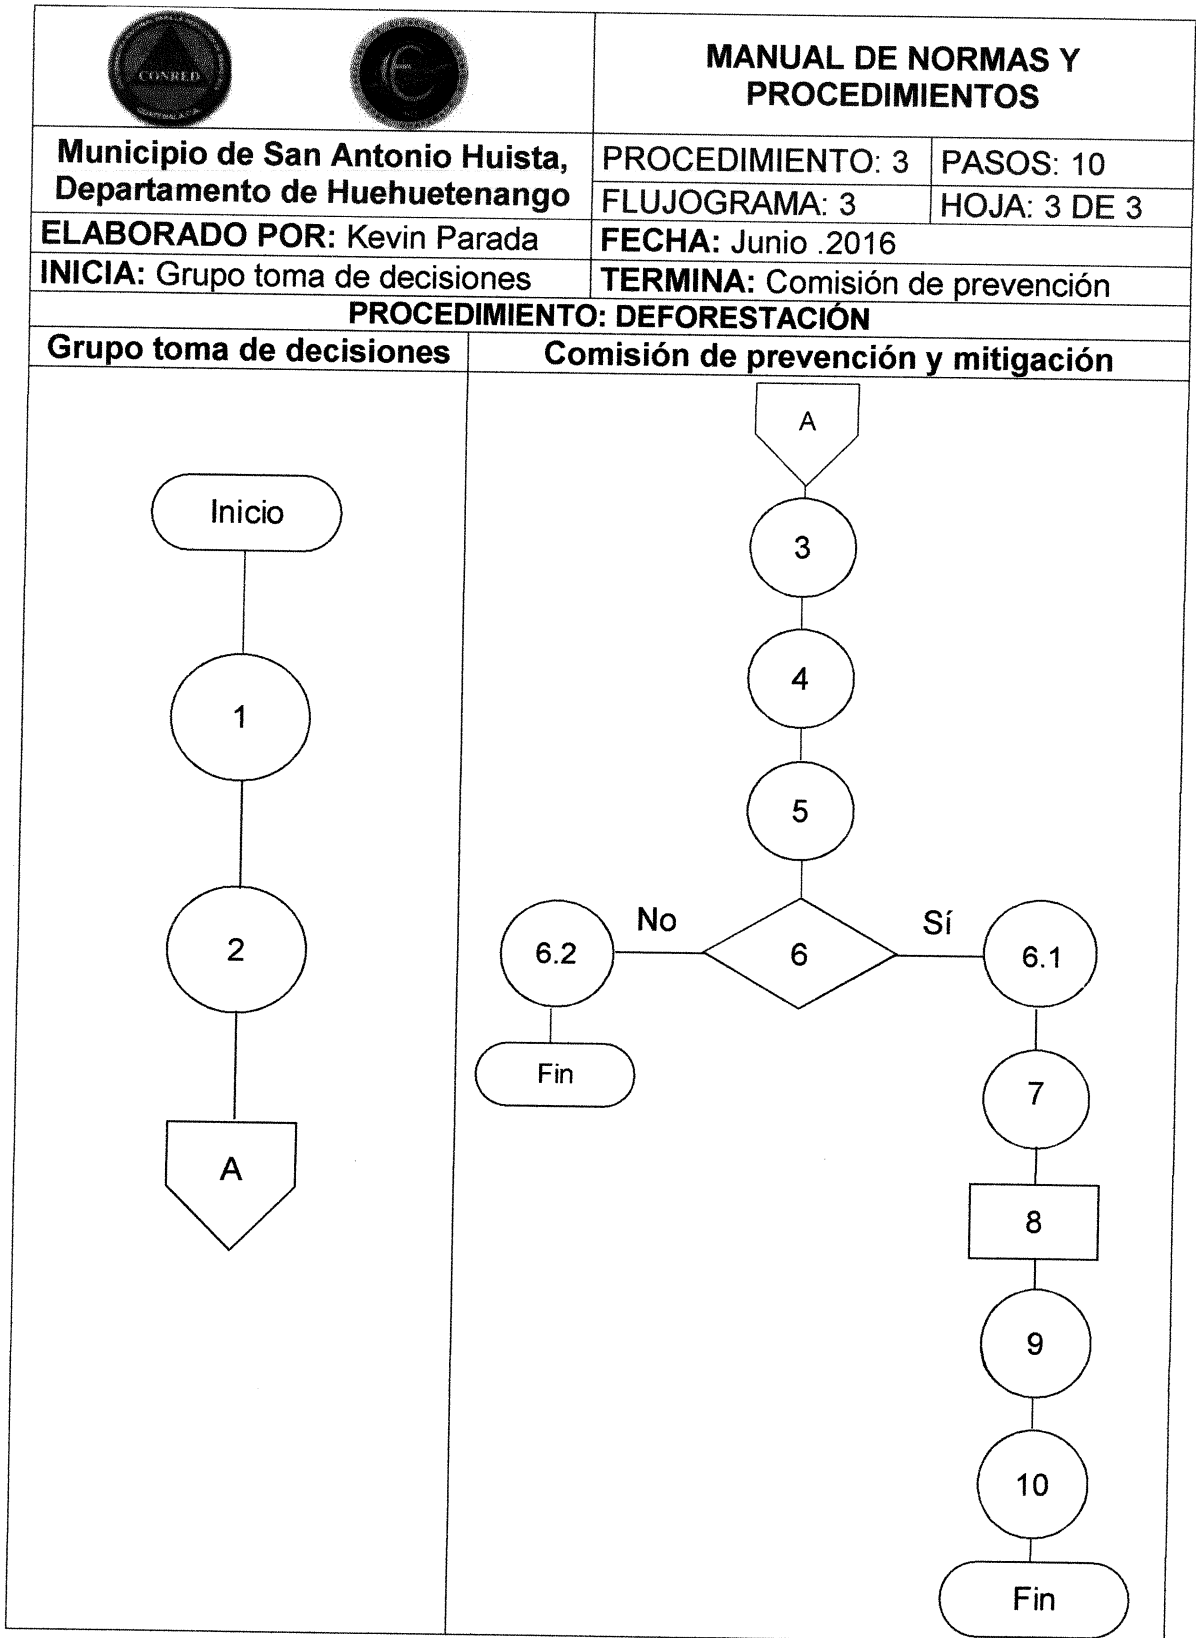 CONRED
GUATEMALA, C.A.
MANUAL DE NORMAS Y
PROCEDIMIENTOS
Municipio de San Antonio Huista,
Departamento de Huehuetenango
PROCEDIMIENTO: 3
PASOS: 10
FLUJOGRAMA: 3
HOJA: 3 DE 3
ELABORADO POR: Kevin Parada
FECHA: Junio .2016
INICIA: Grupo toma de decisiones
TERMINA: Comisión de prevención
PROCEDIMIENTO: DEFORESTACIÓN
Grupo toma de decisiones
Comisión de prevención y mitigación
Inicio
1
2
A
A
3
4
5
6
No
6.2
Fin
Sí
6.1
7
8
9
10
Fin